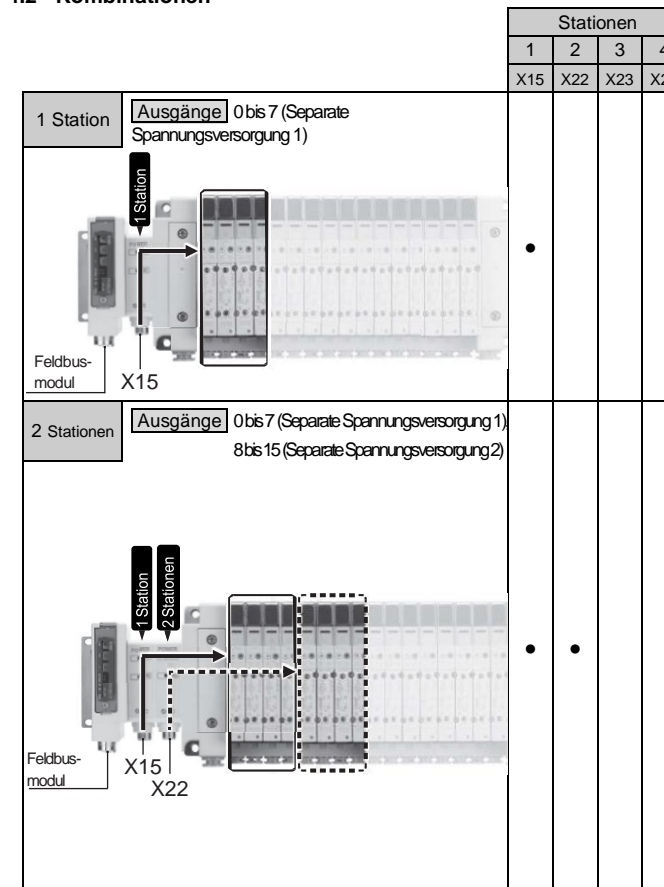 Kombinationen
Stationen
1 2 3 4
X15 X22 X23
1 Station
Ausgänge 0 bis 7 (Separate
Spannungsversorgung 1)
1 Station
Feldbus-
modul
X15
2 Stationen
Ausgänge 0 bis 7 (Separate Spannungsversorgung 1)
8 bis 15 (Separate Spannungsversorgung 2)
1 Station
2 Stationen
POWER
Feldbus-
modul
X15
X22